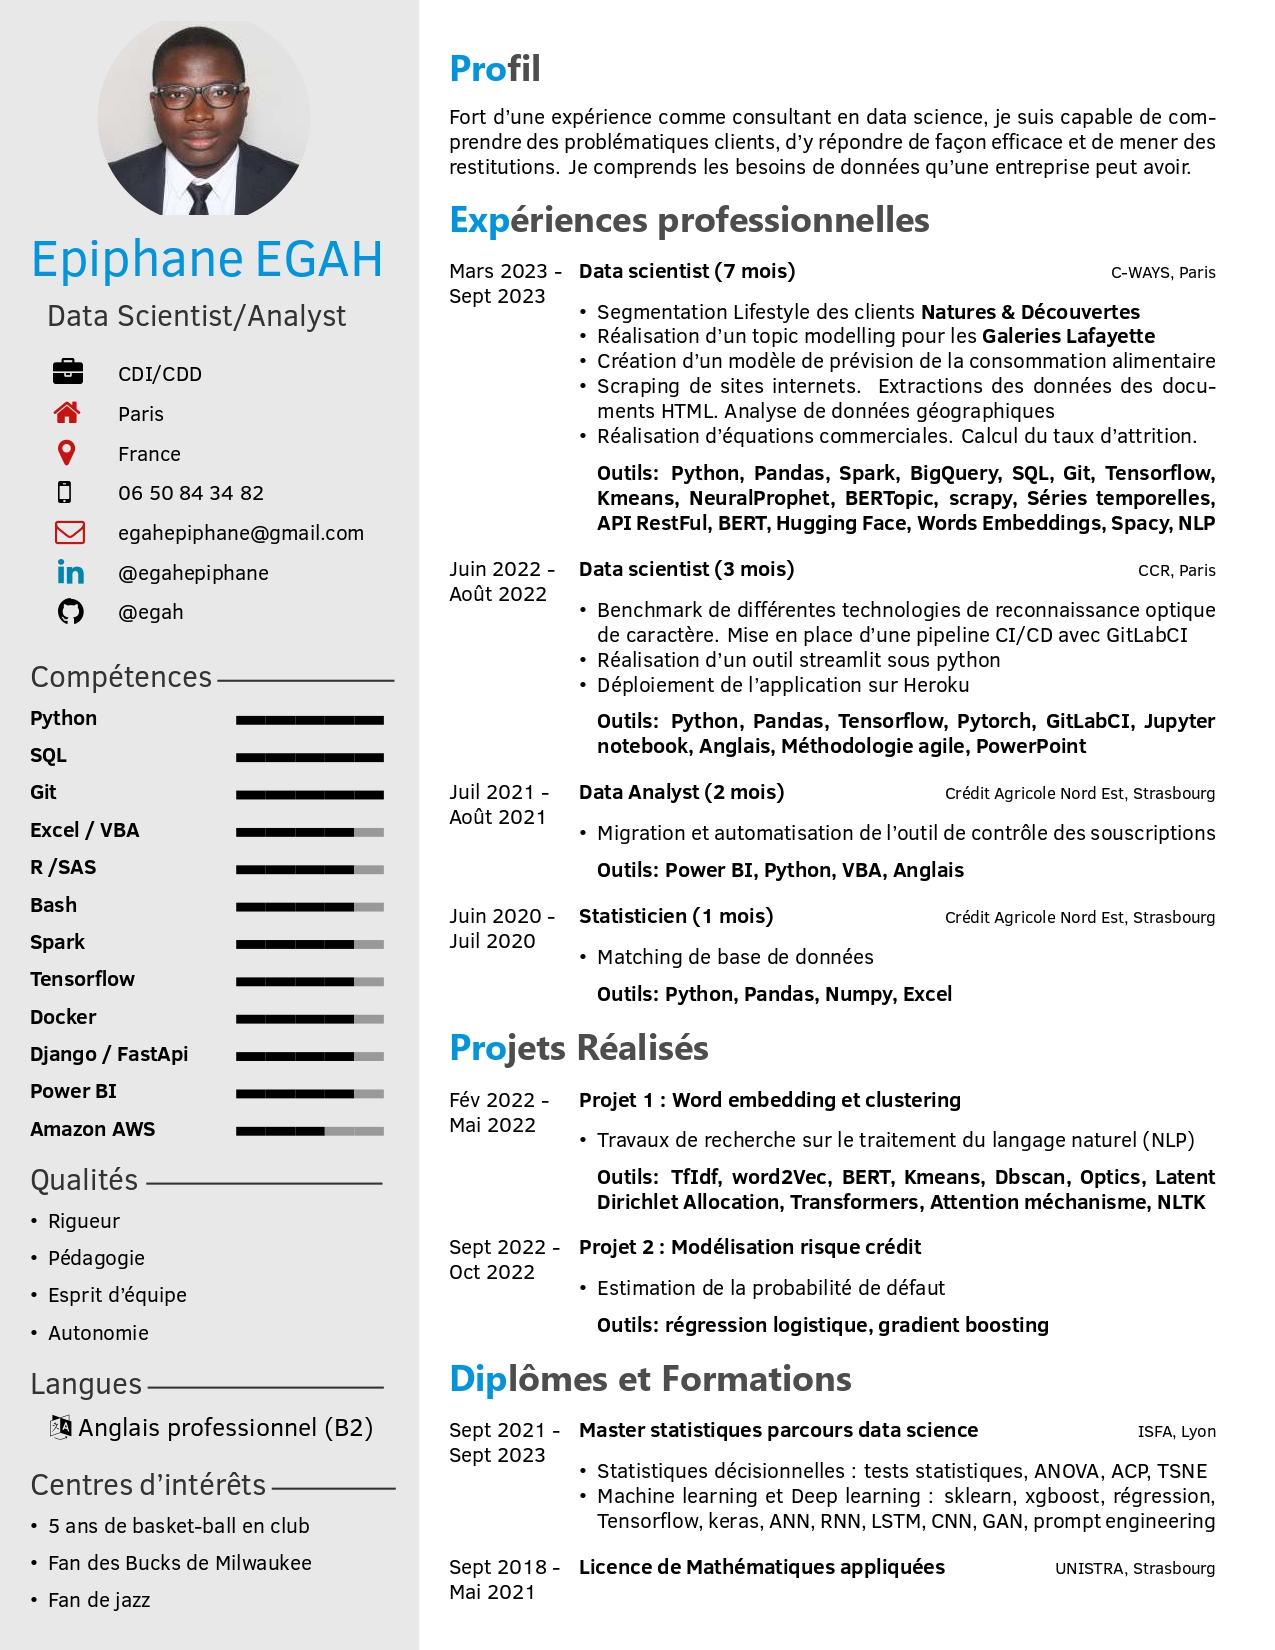 Epiphane EGAH
Data Scientist/Analyst
CDI/CDD
Paris
France
06 50 84 34 82
egahepiphane@gmail.com
@egahepiphane
@egah
Compétences
Python
SQL
Git
Excel / VBA
R /SAS
Bash
Spark
Tensorflow
Docker
Django / FastApi
Power BI
Amazon AWS
Qualités
• Rigueur
• Pédagogie
• Esprit d’équipe
• Autonomie
Langues
Anglais professionnel (B2)
Centres d’intérêts
• 5 ans de basket-ball en club
• Fan des Bucks de Milwaukee
• Fan de jazz
Profil
Fort d’une expérience comme consultant en data science, je suis capable de com-
prendre des problématiques clients, d’y répondre de façon efficace et de mener des
restitutions. Je comprends les besoins de données qu’une entreprise peut avoir.
Expériences professionnelles
Mars 2023 - Data scientist (7 mois) C-WAYS, Paris
Sept 2023
• Segmentation Lifestyle des clients Natures & Découvertes
• Réalisation d’un topic modelling pour les Galeries Lafayette
• Création d’un modèle de prévision de la consommation alimentaire
• Scraping de sites internets. Extractions des données des docu-
ments HTML. Analyse de données géographiques
• Réalisation d’équations commerciales. Calcul du taux d’attrition.
Outils: Python, Pandas, Spark, BigQuery, SQL, Git, Tensorflow,
Kmeans, NeuralProphet, BERTopic, scrapy, Séries temporelles,
API RestFul, BERT, Hugging Face, Words Embeddings, Spacy, NLP
Juin 2022 - Data scientist (3 mois) CCR, Paris
Août 2022
• Benchmark de différentes technologies de reconnaissance optique
de caractère. Mise en place d’une pipeline CI/CD avec GitLabCI
• Réalisation d’un outil streamlit sous python
• Déploiement de l’application sur Heroku
Outils: Python, Pandas, Tensorflow, Pytorch, GitLabCI, Jupyter
notebook, Anglais, Méthodologie agile, PowerPoint
Juil 2021 - Data Analyst (2 mois) Crédit Agricole Nord Est, Strasbourg
Août 2021
• Migration et automatisation de l’outil de contrôle des souscriptions
Outils: Power BI, Python, VBA, Anglais
Juin 2020 - Statisticien (1 mois) Crédit Agricole Nord Est, Strasbourg
Juil 2020
• Matching de base de données
Outils: Python, Pandas, Numpy, Excel
Projets Réalisés
Fév 2022 - Projet 1 : Word embedding et clustering
Mai 2022
• Travaux de recherche sur le traitement du langage naturel (NLP)
Outils: TfIdf, word2Vec, BERT, Kmeans, Dbscan, Optics, Latent
Dirichlet Allocation, Transformers, Attention méchanisme, NLTK
Sept 2022 - Projet 2 : Modélisation risque crédit
Oct 2022
• Estimation de la probabilité de défaut
Outils: régression logistique, gradient boosting
Diplômes et Formations
Sept 2021 - Master statistiques parcours data science ISFA, Lyon
Sept 2023
• Statistiques décisionnelles : tests statistiques, ANOVA, ACP, TSNE
• Machine learning et Deep learning : sklearn, xgboost, régression,
Tensorflow, keras, ANN, RNN, LSTM, CNN, GAN, prompt engineering
Sept 2018 - Licence de Mathématiques appliquées UNISTRA, Strasbourg
Mai 2021